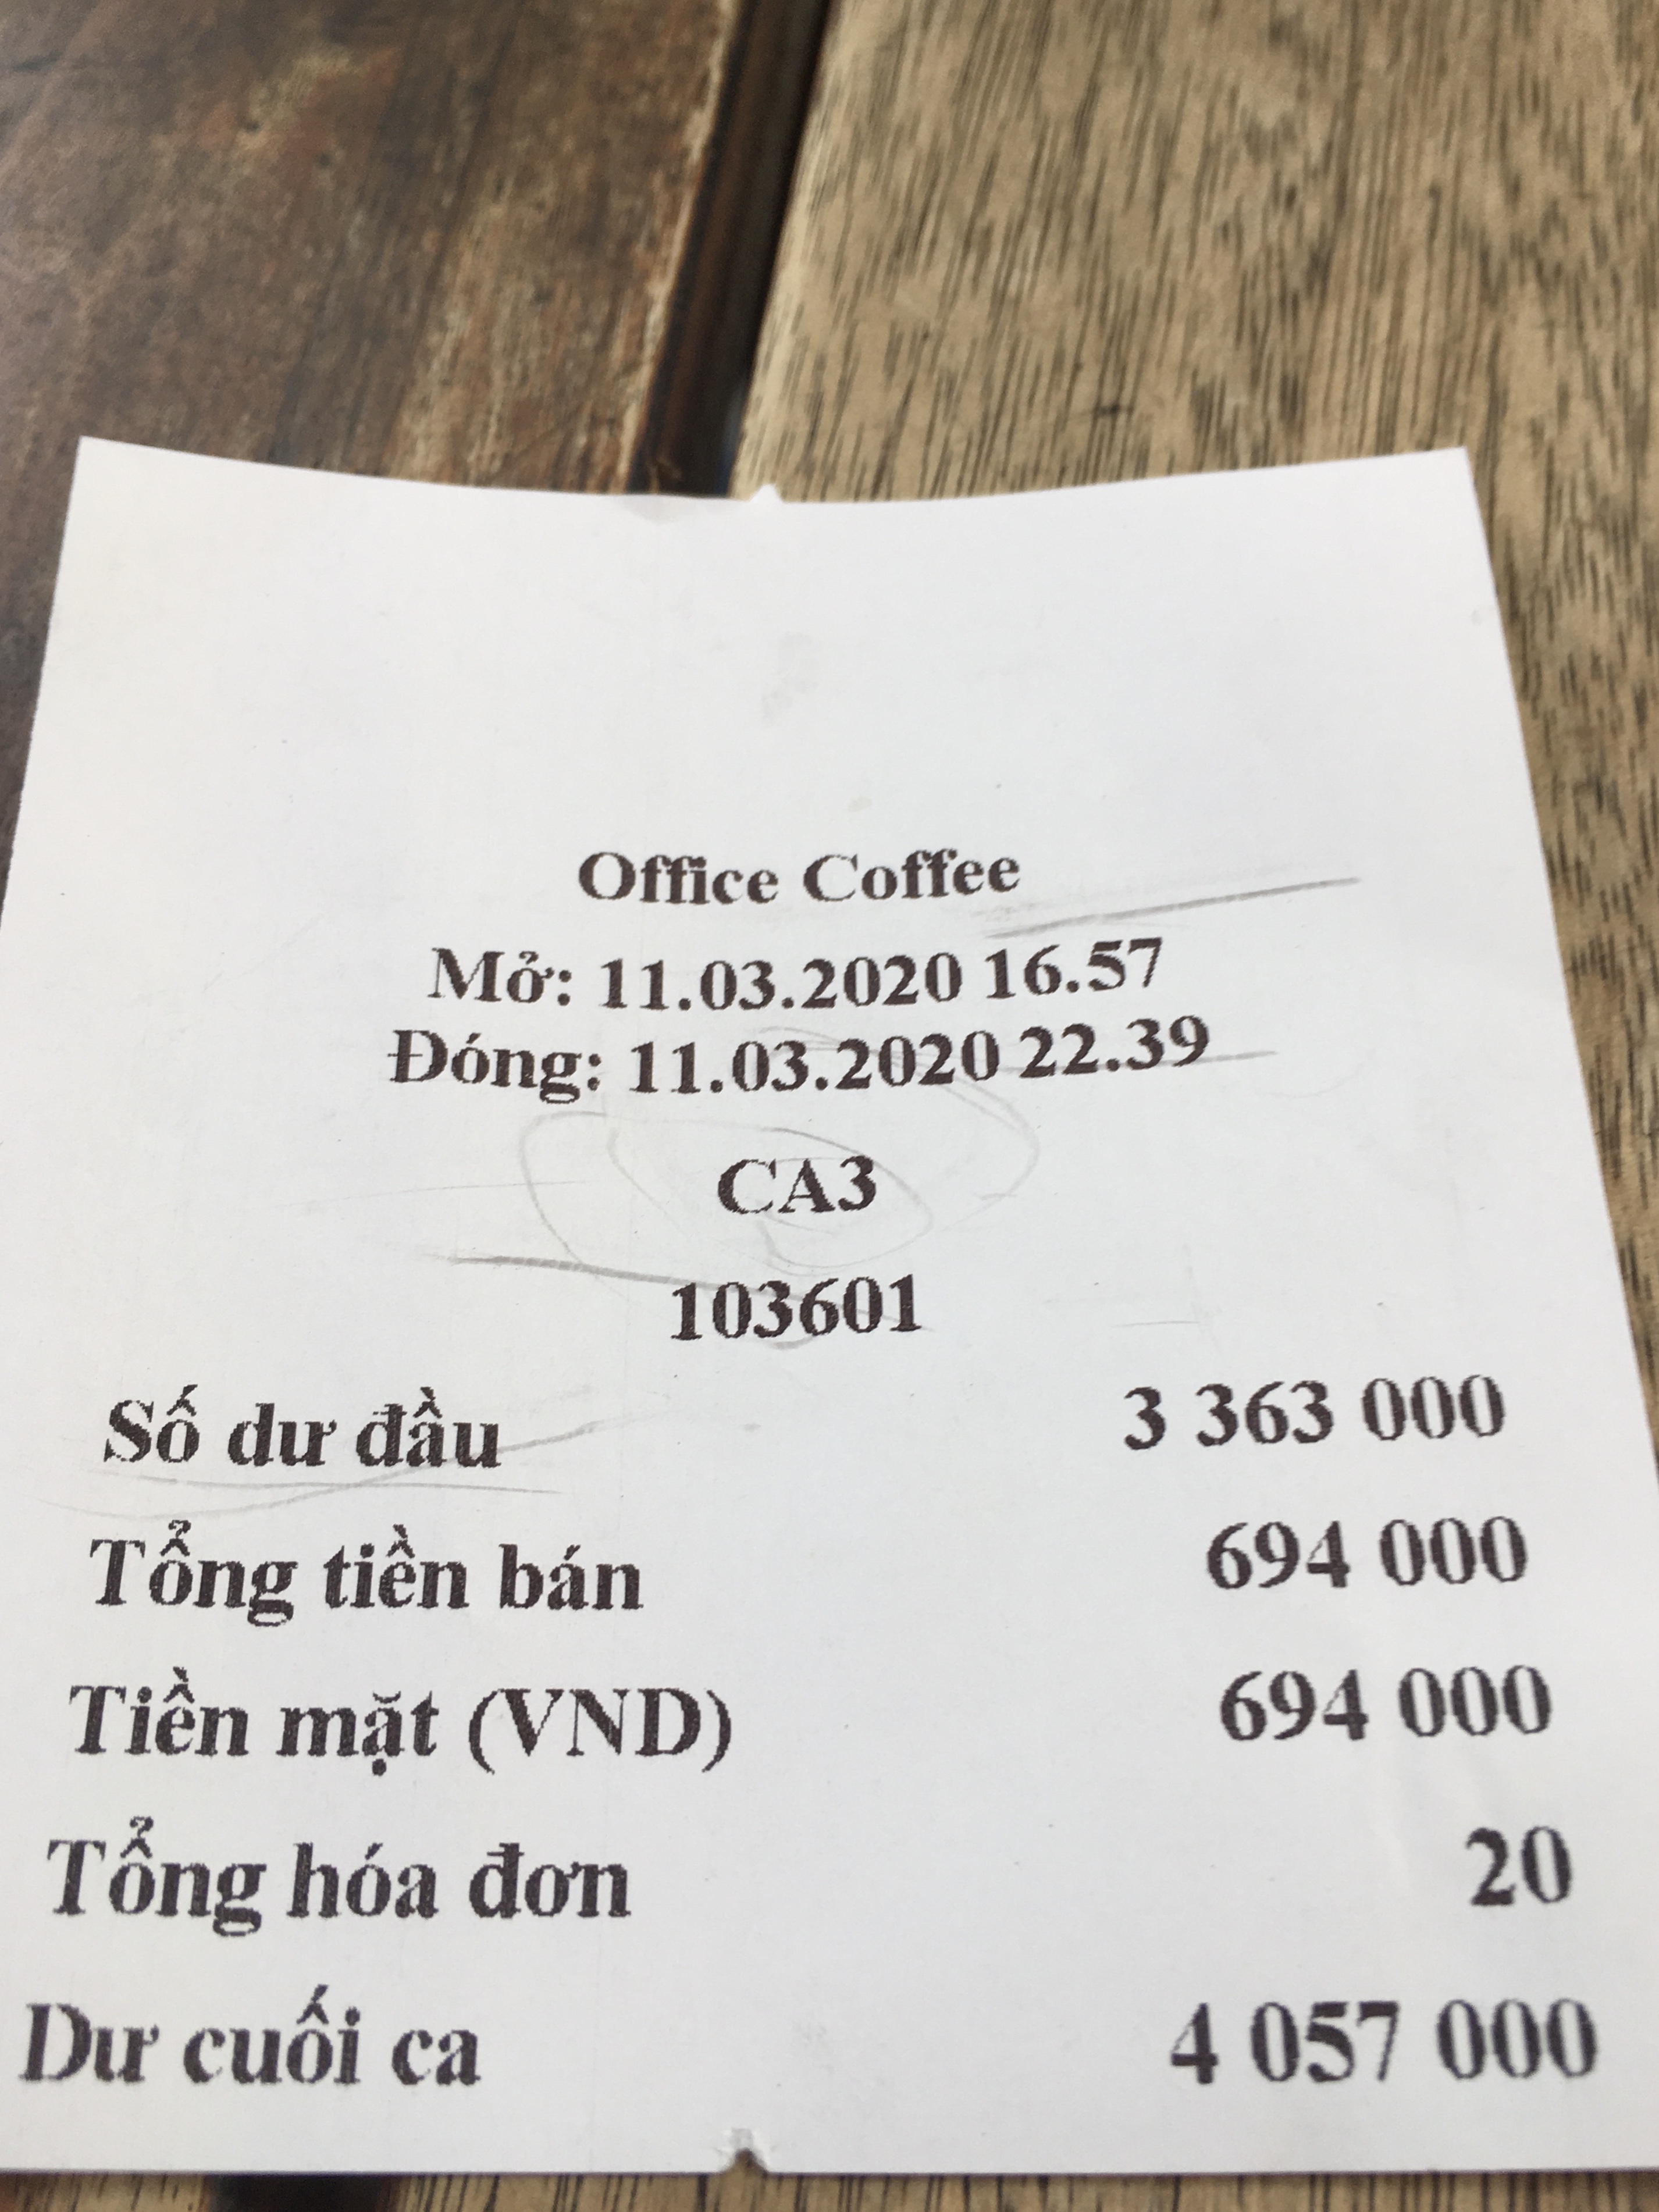 Office Coffee
Mở: 11.03.2020 16.57
Đóng: 11.03.2020 22.39
CA3
103601
Số dư đầu 3 363 000
Tổng tiền bán 694 000
Tiền mặt (VND) 694 000
Tổng hóa đơn 20
Dư cuối ca 4 057 000